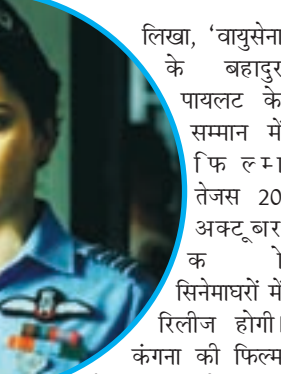 लिखा, ‘वायुसेना
के बहादुर
पायलट के
सम्मान में
फिल्म
तेजस 20
अक्टूबर
को
सिनेमाघरों में
रिलीज होगी।
कंगना की फिल्म